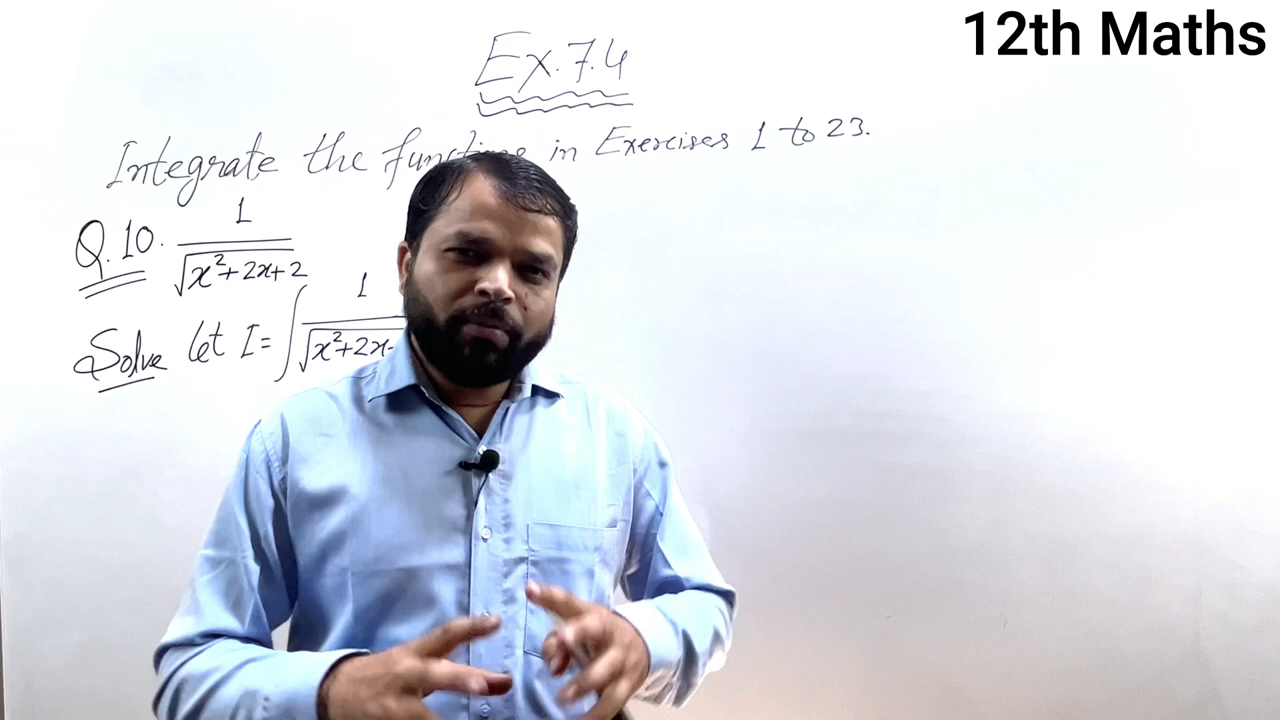 12th Maths
Ex. 7.4
Integrate the functions in Exercises 1 to 23.
Q.10. 1/√x²+2x+2
Solve let I = ∫ 1/√x²+2x